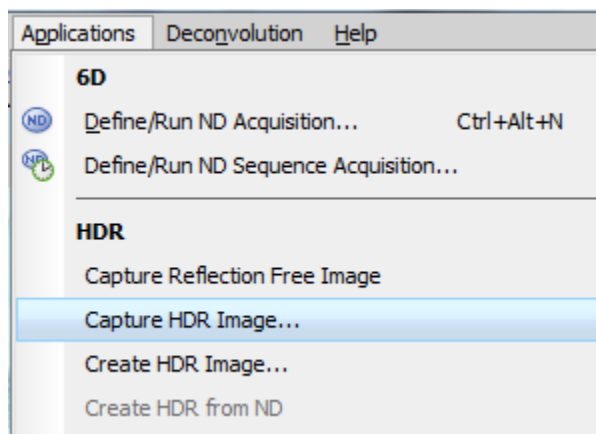 Applications Deconvolution Help
6D
ND Define/Run ND Acquisition... Ctrl+Alt+N
Define/Run ND Sequence Acquisition...
HDR
Capture Reflection Free Image
Capture HDR Image...
Create HDR Image...
Create HDR from ND